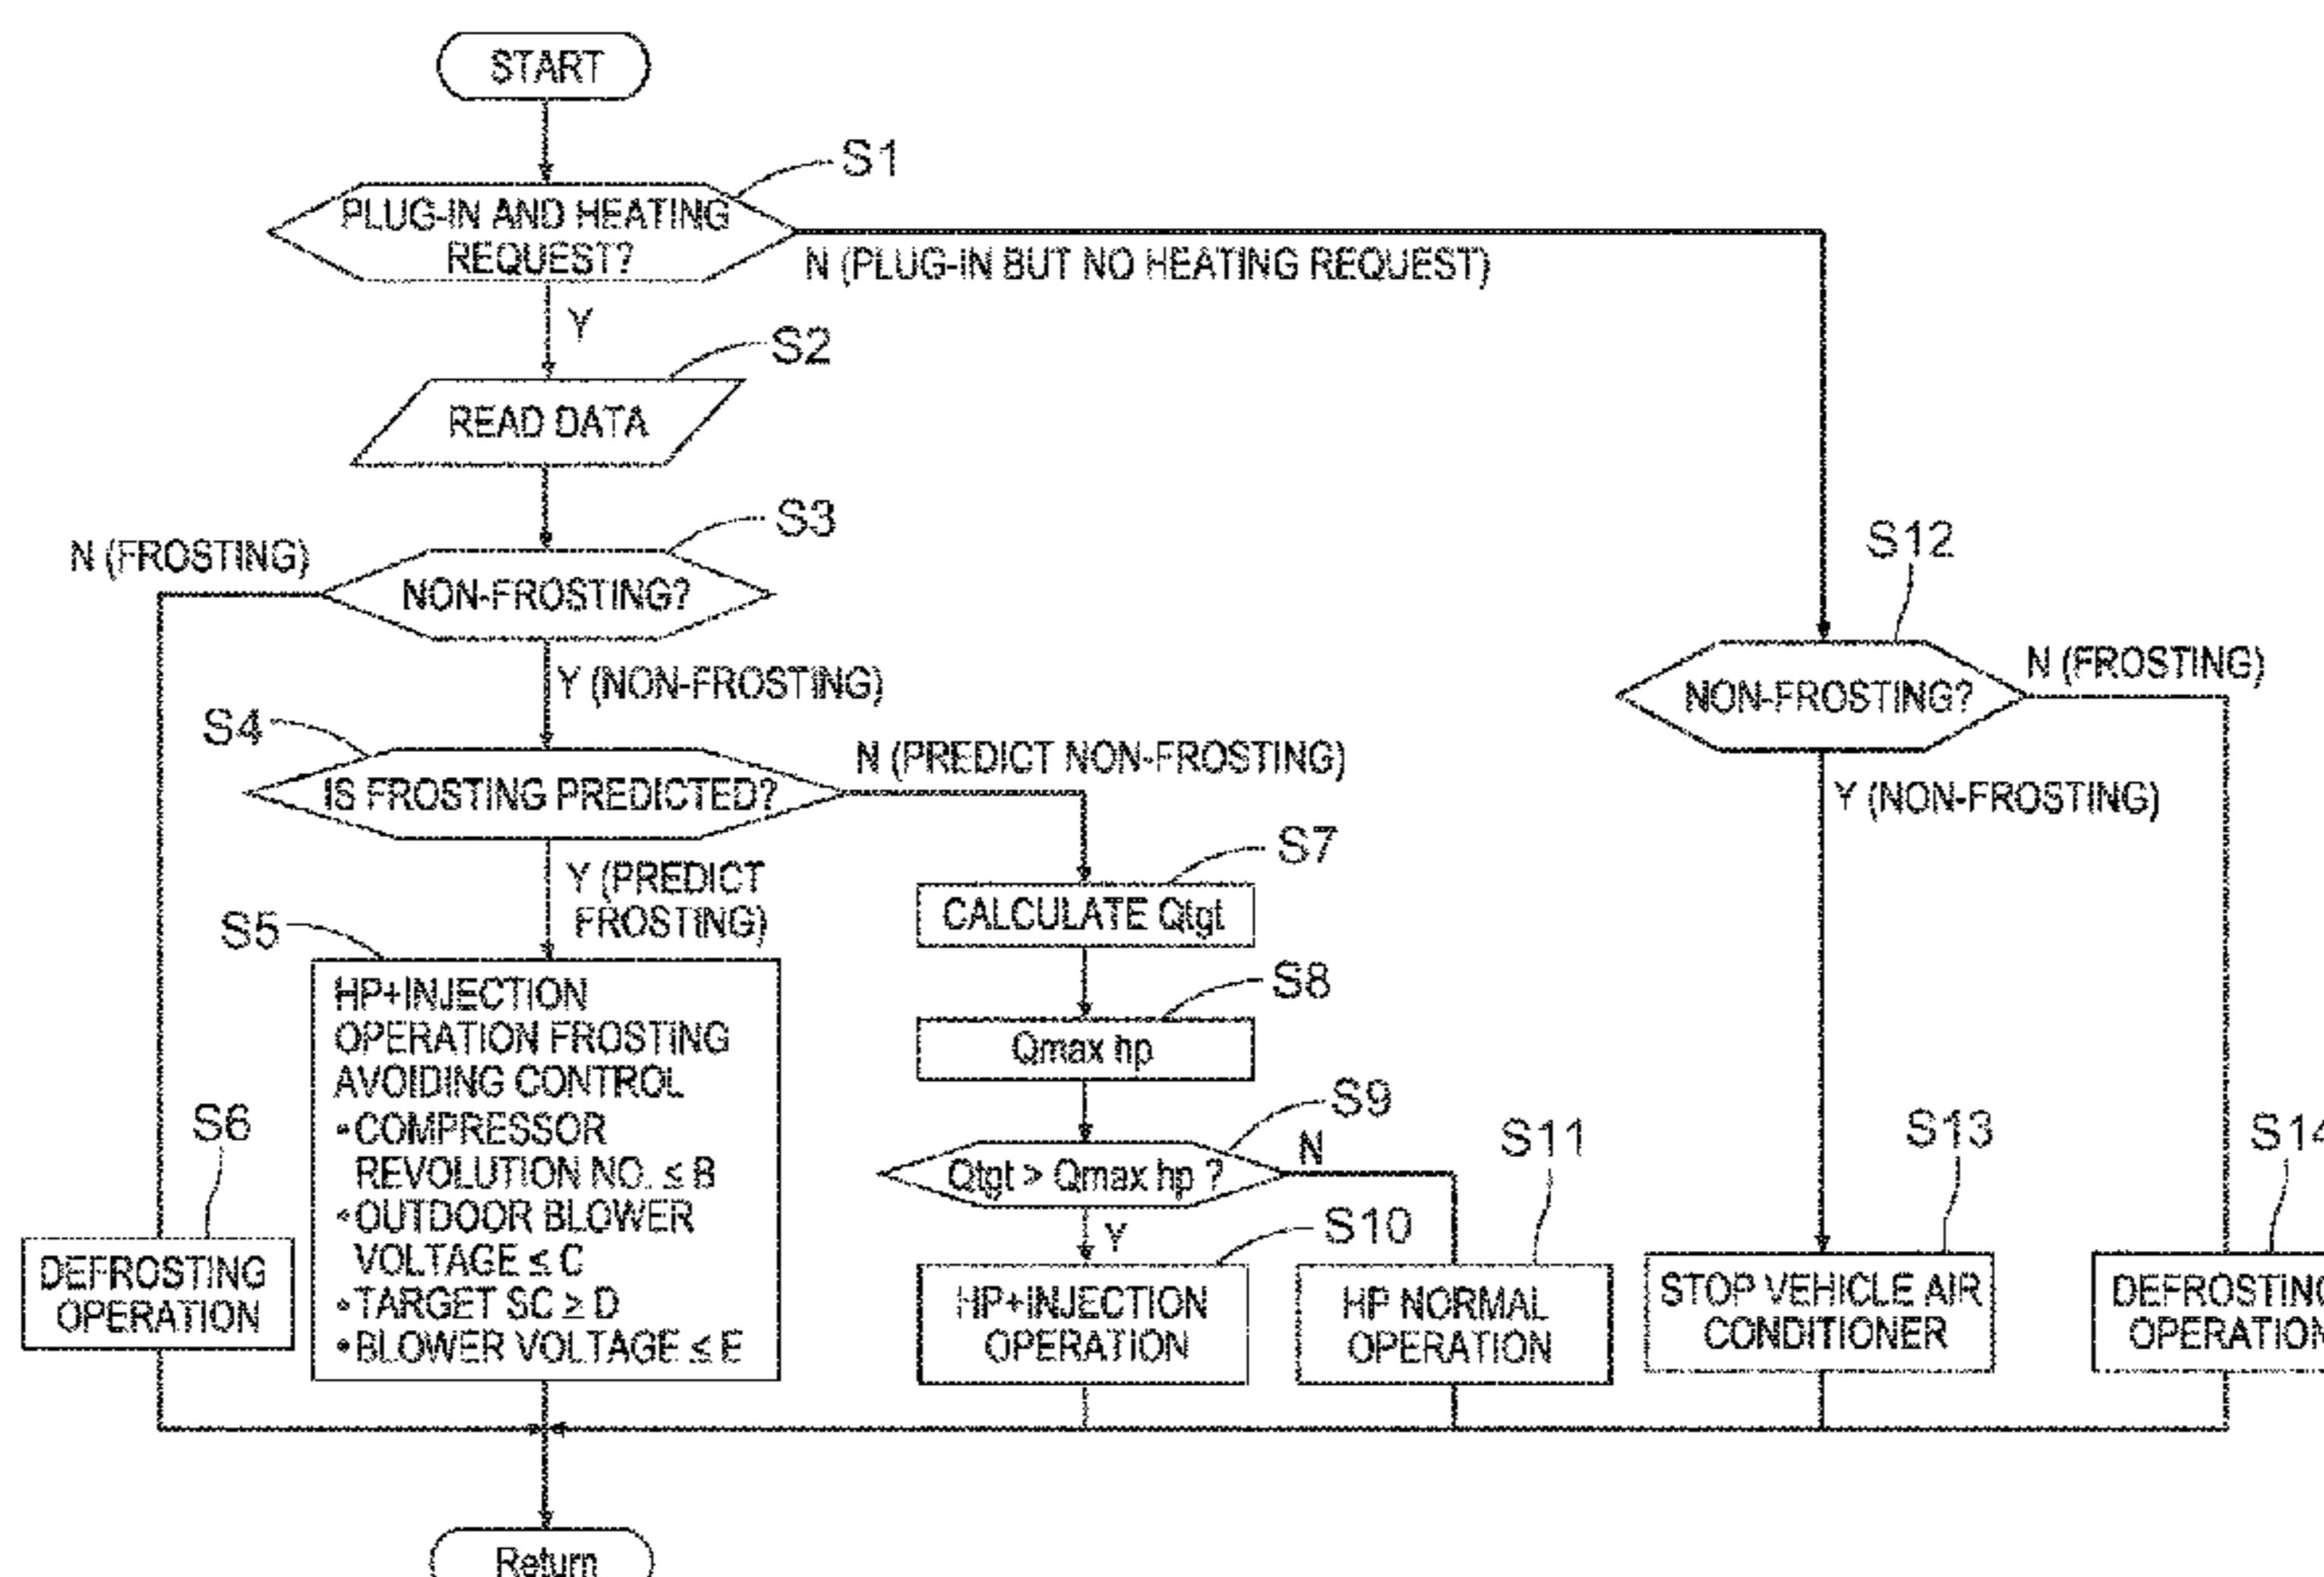 START
S1
PLUG-IN AND HEATING
REQUEST?
N (PLUG-IN BUT NO HEATING REQUEST)
Y
S2
READ DATA
S3
N (FROSTING)
NON-FROSTING?
Y (NON-FROSTING)
S12
NON-FROSTING?
N (FROSTING)
Y (NON-FROSTING)
S4
IS FROSTING PREDICTED?
N (PREDICT NON-FROSTING)
Y (PREDICT
FROSTING)
S5
HP+INJECTION
OPERATION FROSTING
AVOIDING CONTROL
•COMPRESSOR
REVOLUTION NO. ≤ B
•OUTDOOR BLOWER
VOLTAGE ≤ C
•TARGET SC ≥ D
•BLOWER VOLTAGE ≤ E
S6
DEFROSTING
OPERATION
S7
CALCULATE Qtgt
S8
Qmax hp
S9
Qtgt > Qmax hp ?
N
Y
S10
HP+INJECTION
OPERATION
S11
HP NORMAL
OPERATION
S13
STOP VEHICLE AIR
CONDITIONER
S14
DEFROSTING
OPERATION
Return